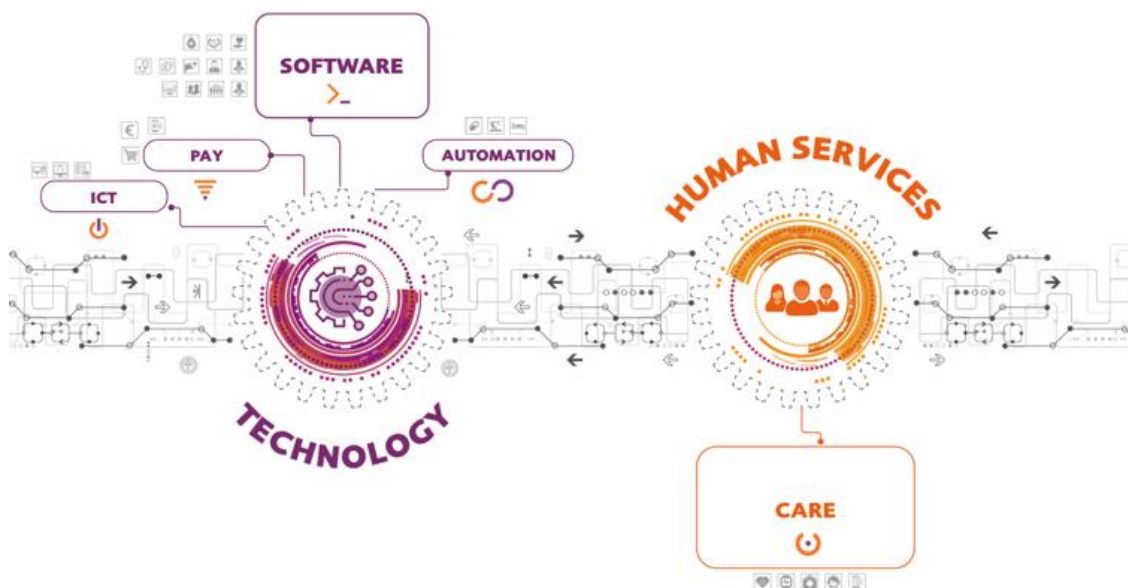 SOFTWARE
PAY
AUTOMATION
ICT
HUMAN SERVICES
TECHNOLOGY
CARE